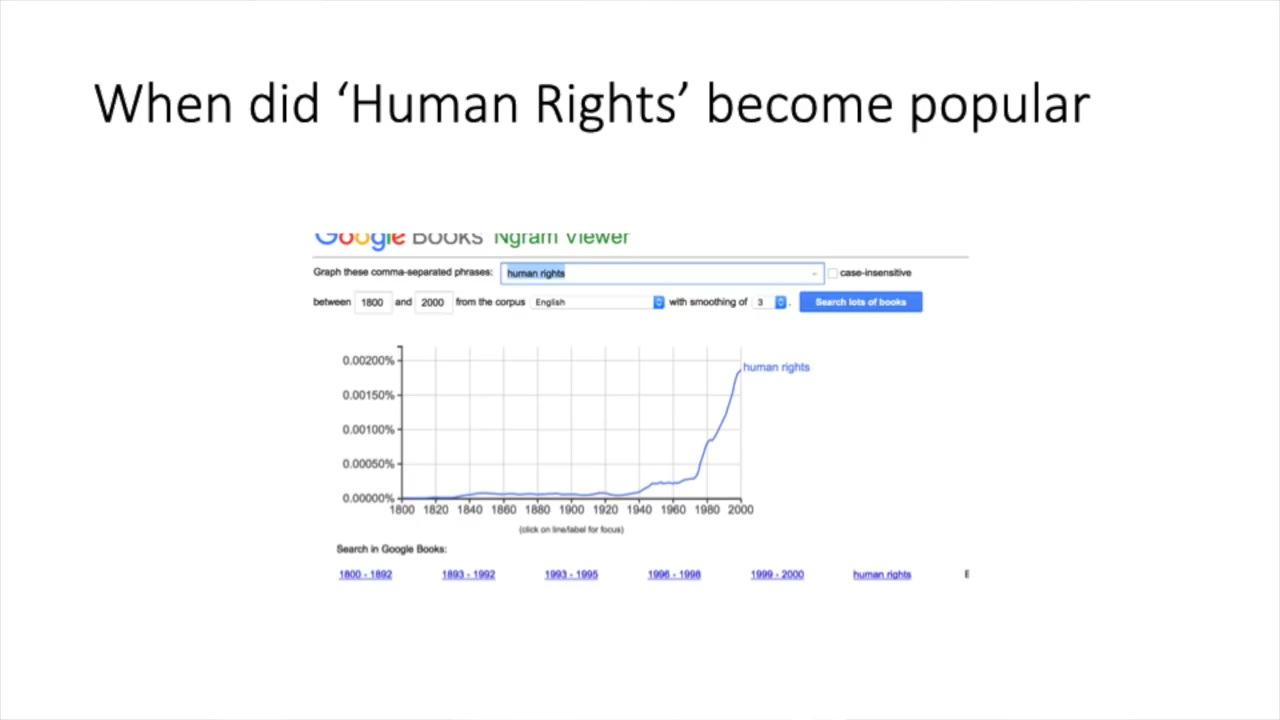 When did ‘Human Rights’ become popular
Google Books Ngram Viewer
Graph these comma-separated phrases: human rights case-insensitive
between 1800 and 2000 from the corpus English with smoothing of 3 . Search lots of books
0.00200%
human rights
0.00150%
0.00100%
0.00050%
0.00000%
1800 1820 1840 1860 1880 1900 1920 1940 1960 1980 2000
(click on line/label for focus)
Search in Google Books:
1800 - 1892 1893 - 1992 1993 - 1995 1996 - 1998 1999 - 2000 human rights